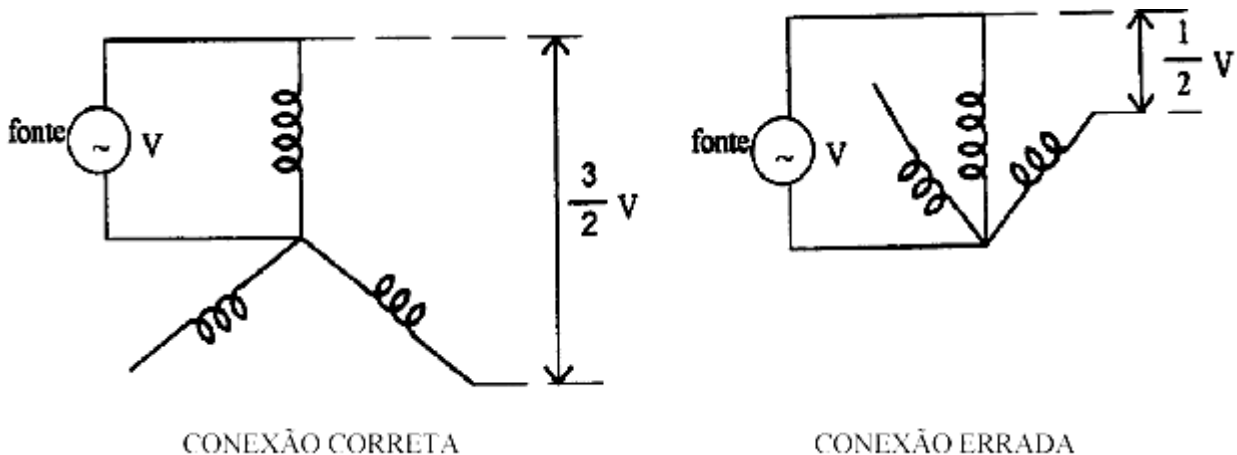 fonte ~ V
3/2 V
CONEXÃO CORRETA
fonte ~ V
1/2 V
CONEXÃO ERRADA